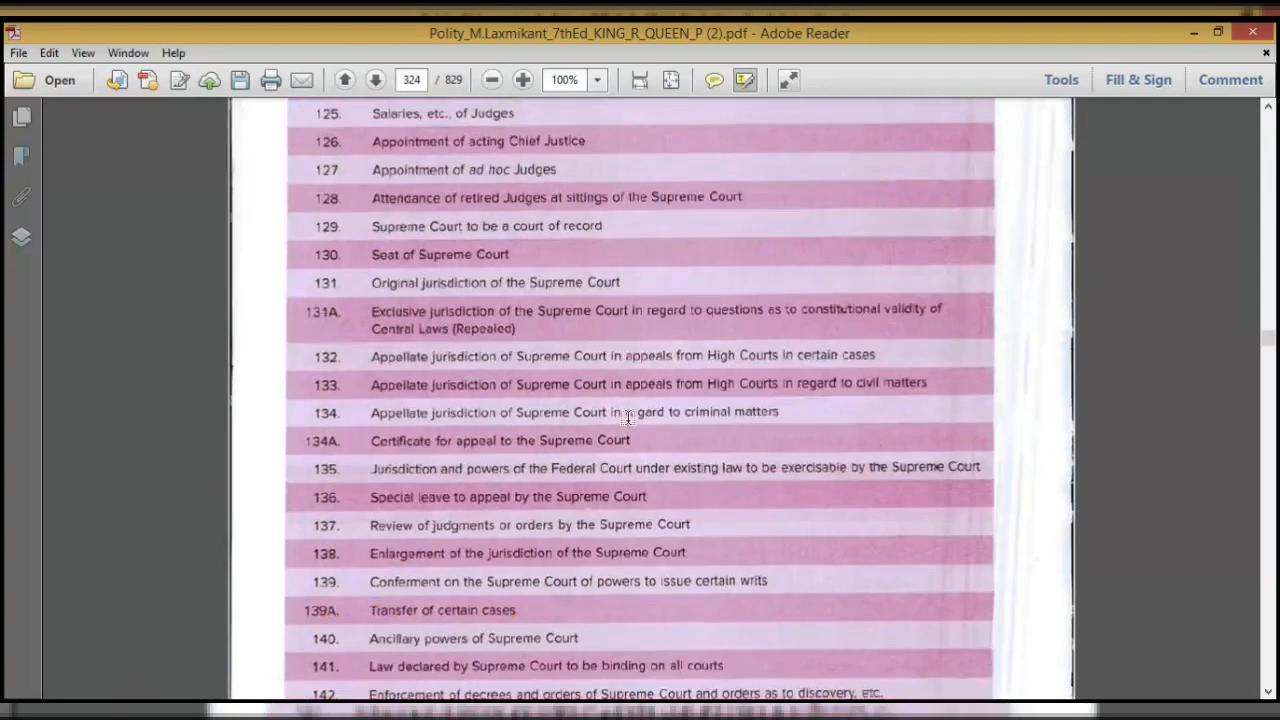 Polity_M.Laxmikant_7thEd_KING_R_QUEEN_P (2).pdf - Adobe Reader
File Edit View Window Help
Open 324 / 829 100% Tools Fill & Sign Comment
125. Salaries, etc., of Judges
126. Appointment of acting Chief Justice
127 Appointment of ad hoc Judges
128. Attendance of retired Judges at sittings of the Supreme Court
129. Supreme Court to be a court of record
130. Seat of Supreme Court
131 Original jurisdiction of the Supreme Court
131A. Exclusive jurisdiction of the Supreme Court in regard to questions as to constitutional validity of
Central Laws (Repealed)
132. Appellate jurisdiction of Supreme Court in appeals from High Courts in certain cases
133. Appellate jurisdiction of Supreme Court in appeals from High Courts in regard to civil matters
134. Appellate jurisdiction of Supreme Court in regard to criminal matters
134A. Certificate for appeal to the Supreme Court
135. Jurisdiction and powers of the Federal Court under existing law to be exercisable by the Supreme Court
136. Special leave to appeal by the Supreme Court
137. Review of judgments or orders by the Supreme Court
138. Enlargement of the jurisdiction of the Supreme Court
139. Conferment on the Supreme Court of powers to issue certain writs
139A. Transfer of certain cases
140. Ancillary powers of Supreme Court
141. Law declared by Supreme Court to be binding on all courts
142. Enforcement of decrees and orders of Supreme Court and orders as to discovery, etc.